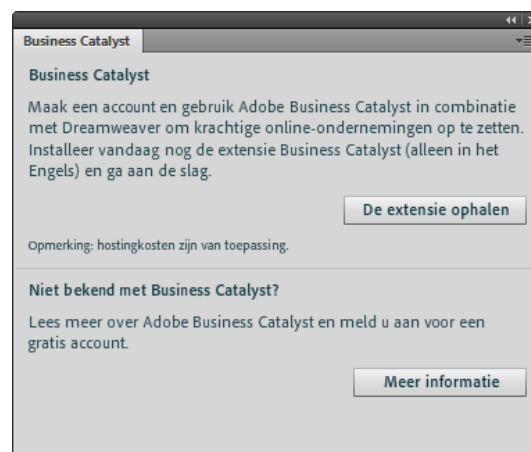 Business Catalyst
Business Catalyst
Maak een account en gebruik Adobe Business Catalyst in combinatie
met Dreamweaver om krachtige online-ondernemingen op te zetten.
Installeer vandaag nog de extensie Business Catalyst (alleen in het
Engels) en ga aan de slag.
De extensie ophalen
Opmerking: hostingkosten zijn van toepassing.
Niet bekend met Business Catalyst?
Lees meer over Adobe Business Catalyst en meld u aan voor een
gratis account.
Meer informatie